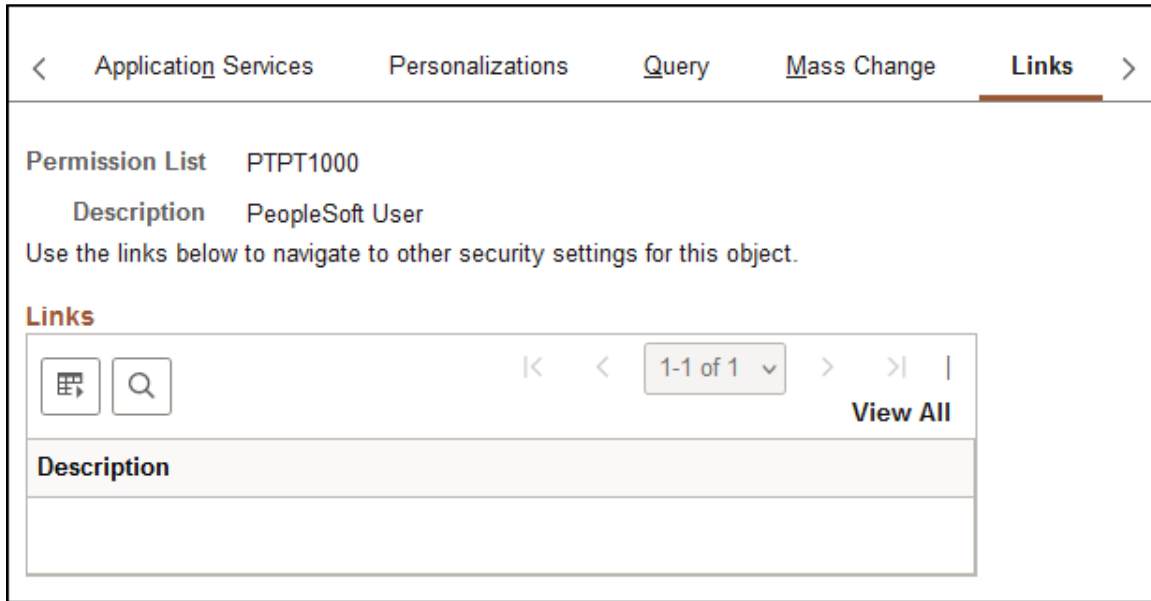 Application Services Personalizations Query Mass Change Links
Permission List PTPT1000
Description PeopleSoft User
Use the links below to navigate to other security settings for this object.
Links
1-1 of 1
View All
Description